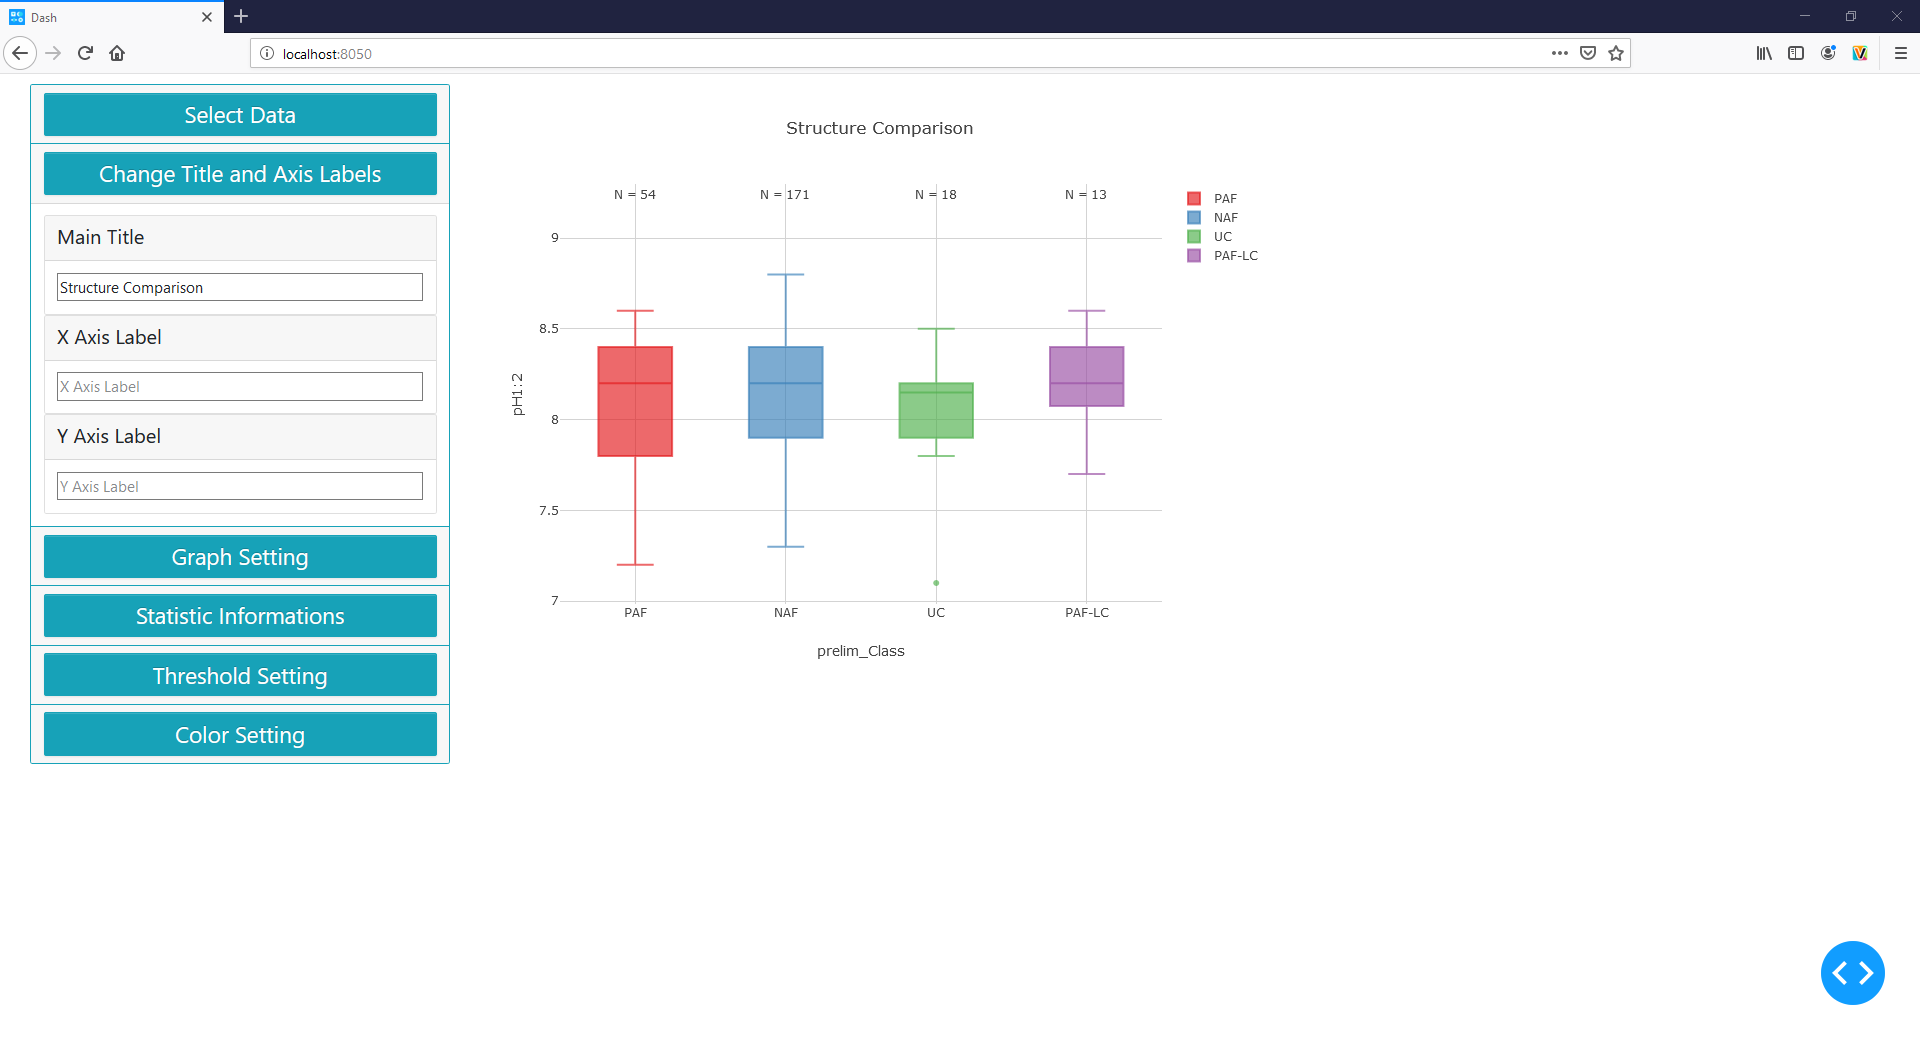 Dash
localhost:8050
Select Data
Change Title and Axis Labels
Main Title
Structure Comparison
X Axis Label
X Axis Label
Y Axis Label
Y Axis Label
Graph Setting
Statistic Informations
Threshold Setting
Color Setting
Structure Comparison
N = 54 N = 171 N = 18 N = 13
PAF
NAF
UC
PAF-LC
9
8.5
8
7.5
7
pH1:2
PAF NAF UC PAF-LC
prelim_Class